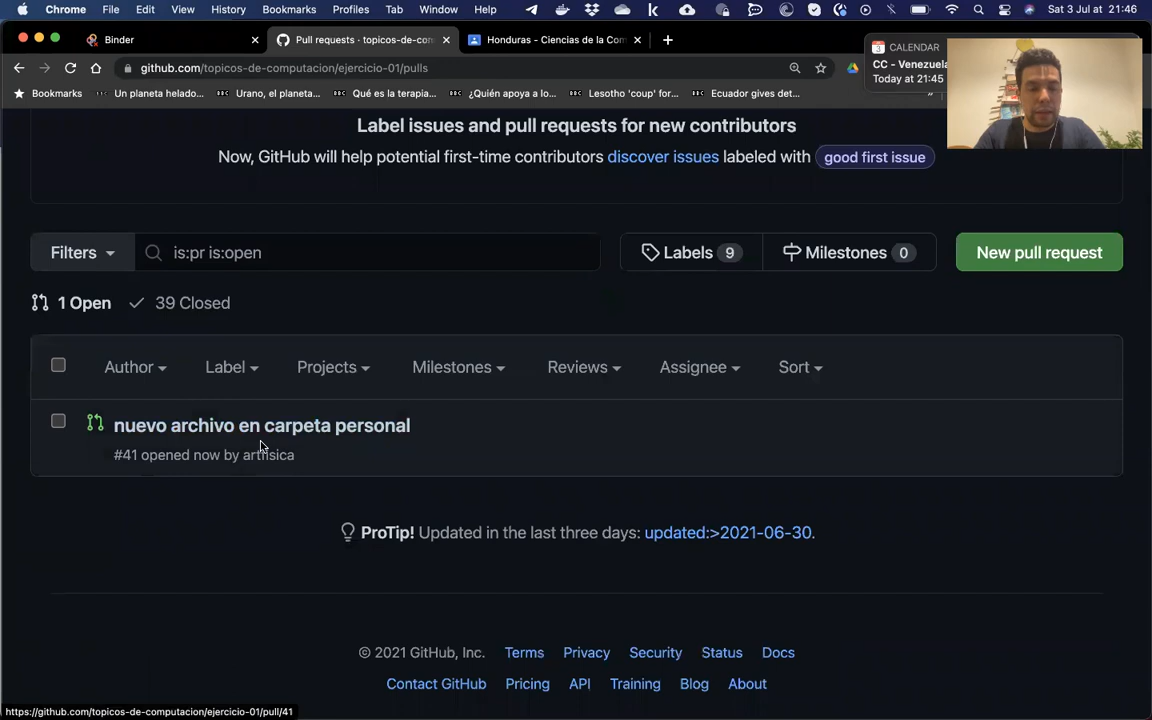 Chrome File Edit View History Bookmarks Profiles Tab Window Help Sat 3 Jul at 21:46
Binder
Pull requests · topicos-de-con
Honduras - Ciencias de la Com
github.com/topicos-de-computacion/ejercicio-01/pulls
CALENDAR
CC - Venezuela
Today at 21:45
Bookmarks Un planeta helado... Urano, el planeta... Qué es la terapia... ¿Quién apoya a lo... Lesotho 'coup' for... Ecuador gives det... »
Label issues and pull requests for new contributors
Now, GitHub will help potential first-time contributors discover issues labeled with good first issue
Filters is:pr is:open Labels 9 Milestones 0 New pull request
1 Open 39 Closed
Author Label Projects Milestones Reviews Assignee Sort
nuevo archivo en carpeta personal
#41 opened now by artfisica
ProTip! Updated in the last three days: updated:>2021-06-30.
© 2021 GitHub, Inc. Terms Privacy Security Status Docs
Contact GitHub Pricing API Training Blog About
https://github.com/topicos-de-computacion/ejercicio-01/pull/41